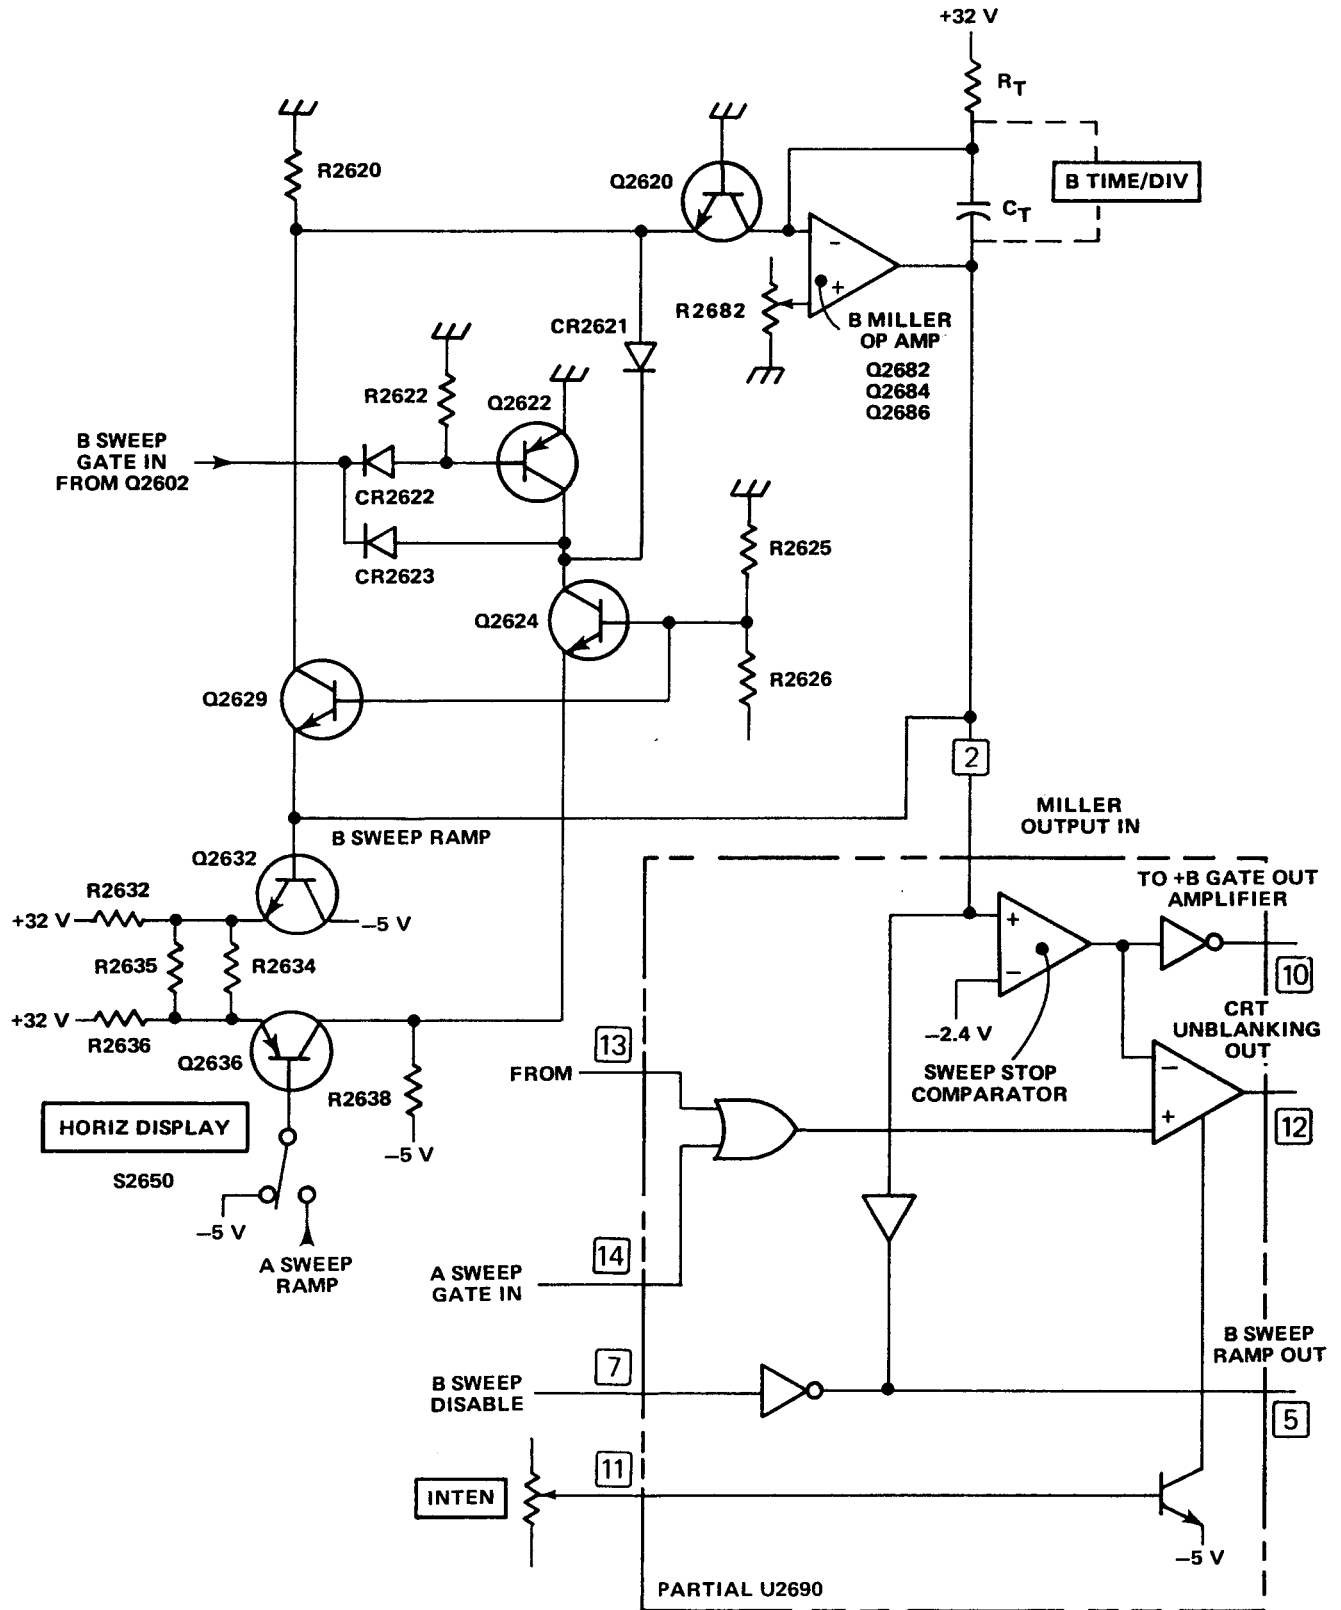 +32 V
RT
R2620
Q2620
B TIME/DIV
CT
R2682
B MILLER
OP AMP
Q2682
Q2684
Q2686
CR2621
R2622
Q2622
B SWEEP
GATE IN
FROM Q2602
CR2622
CR2623
R2625
Q2624
R2626
Q2629
2
MILLER
OUTPUT IN
B SWEEP RAMP
Q2632
R2632
+32 V
−5 V
R2635
R2634
+32 V
R2636
Q2636
R2638
−5 V
HORIZ DISPLAY
S2650
−5 V
A SWEEP
RAMP
TO +B GATE OUT
AMPLIFIER
+
−
10
−2.4 V
SWEEP STOP
COMPARATOR
CRT
UNBLANKING
OUT
13
FROM
−
+
12
14
A SWEEP
GATE IN
B SWEEP
RAMP OUT
7
B SWEEP
DISABLE
5
11
INTEN
−5 V
PARTIAL U2690
−
+